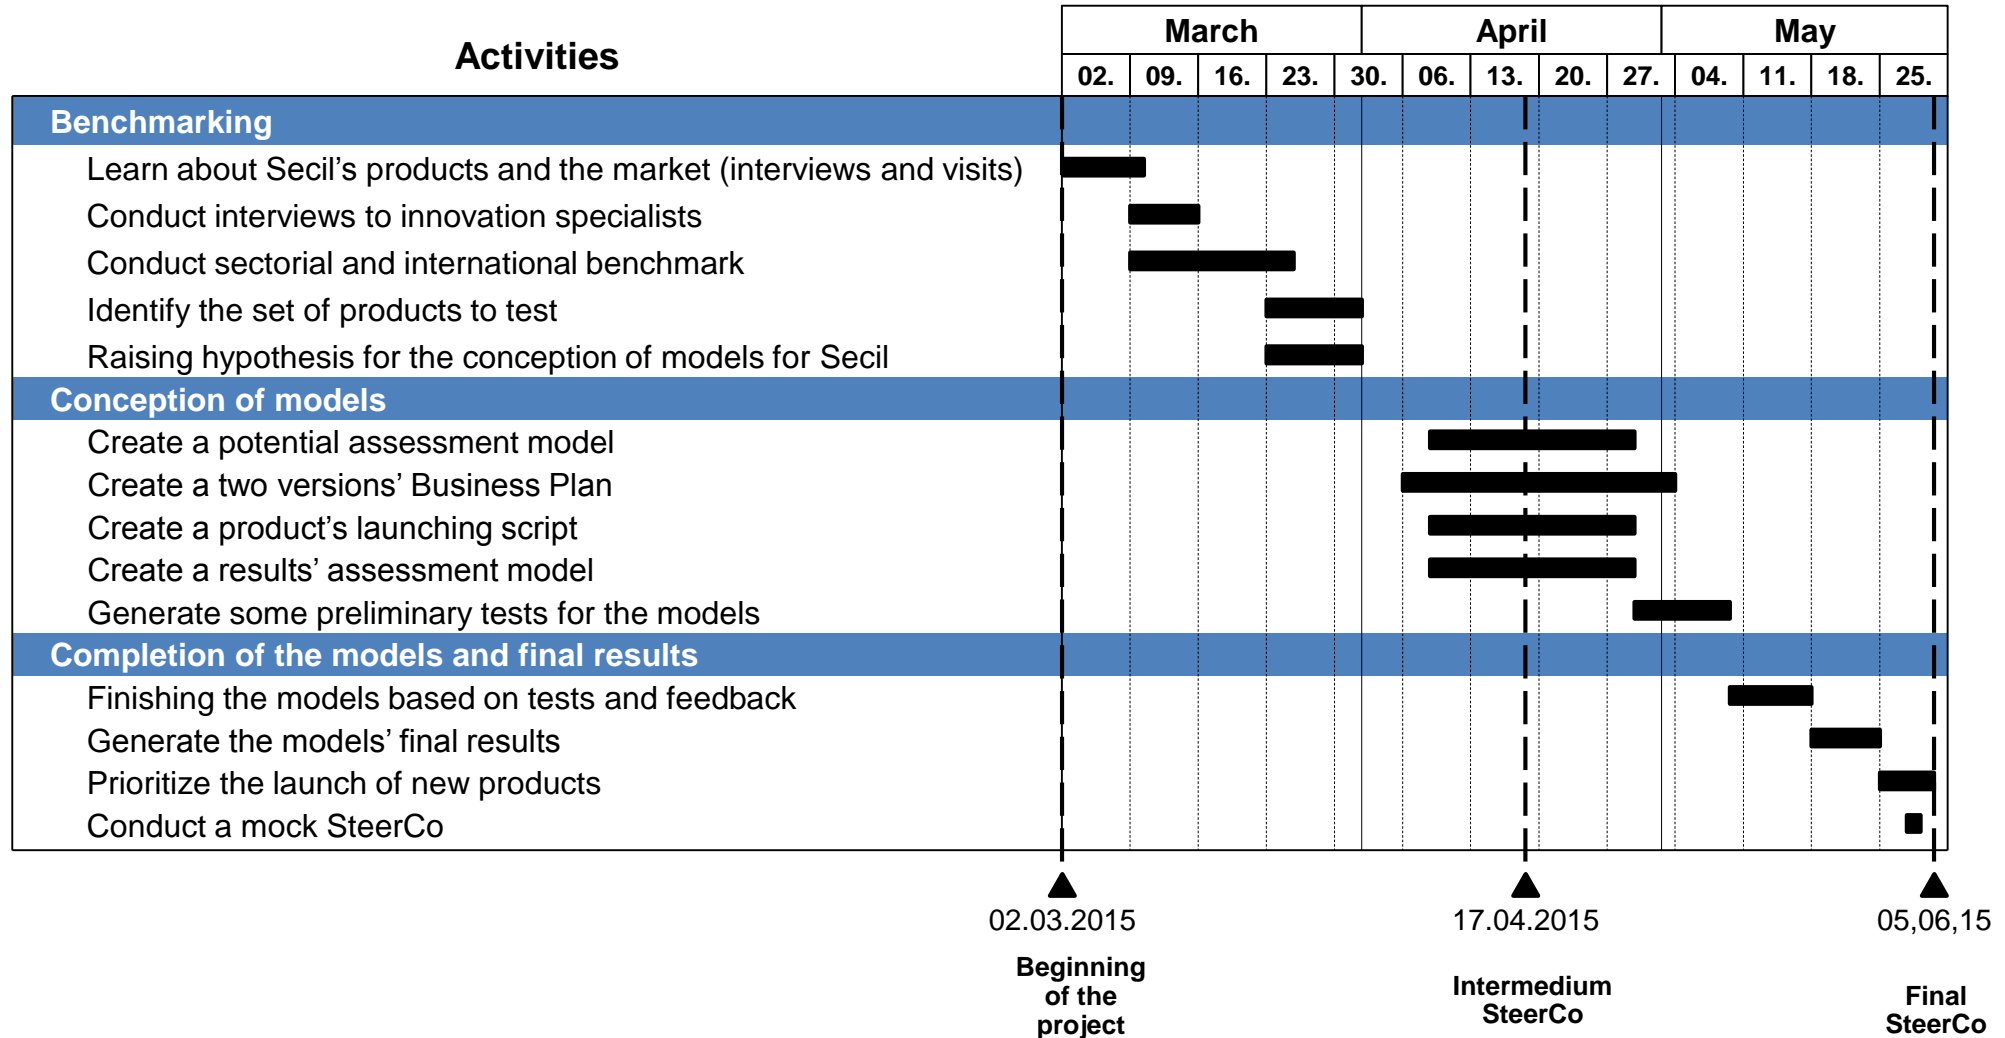 Activities
March April May
02. 09. 16. 23. 30. 06. 13. 20. 27. 04. 11. 18. 25.
Benchmarking
Learn about Secil’s products and the market (interviews and visits)
Conduct interviews to innovation specialists
Conduct sectorial and international benchmark
Identify the set of products to test
Raising hypothesis for the conception of models for Secil
Conception of models
Create a potential assessment model
Create a two versions’ Business Plan
Create a product’s launching script
Create a results’ assessment model
Generate some preliminary tests for the models
Completion of the models and final results
Finishing the models based on tests and feedback
Generate the models’ final results
Prioritize the launch of new products
Conduct a mock SteerCo
02.03.2015
Beginning
of the
project
17.04.2015
Intermedium
SteerCo
05,06,15
Final
SteerCo